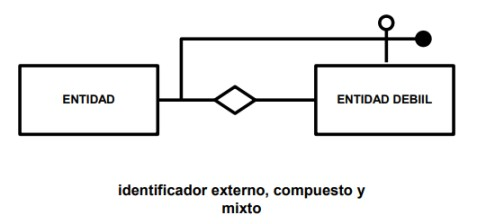 ENTIDAD
ENTIDAD DEBIIL
identificador externo, compuesto y
mixto